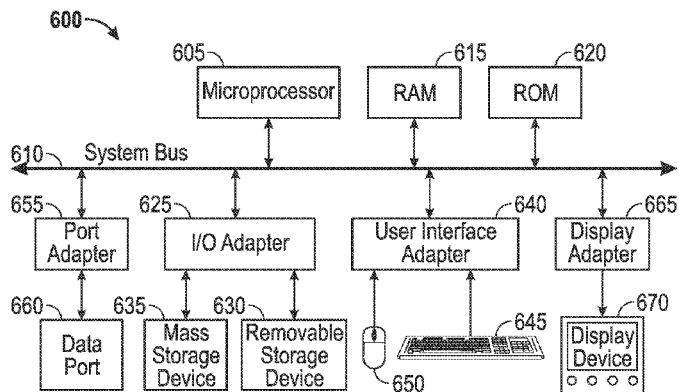 600
605
Microprocessor
615
RAM
620
ROM
610
System Bus
655
Port
Adapter
625
I/O Adapter
640
User Interface
Adapter
665
Display
Adapter
660
Data
Port
635
Mass
Storage
Device
630
Removable
Storage
Device
650
645
670
Display
Device